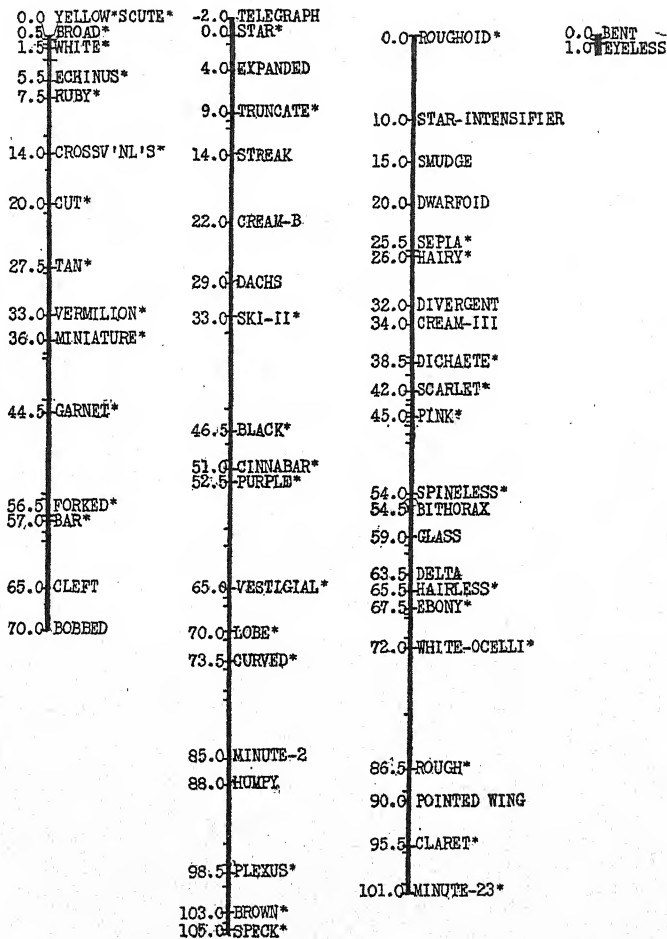 0.0 YELLOW*SCUTE*
0.5 BROAD*
1.5 WHITE*
5.5 ECHINUS*
7.5 RUBY*
14.0 CROSSV'NL'S*
20.0 CUT*
27.5 TAN*
33.0 VERMILION*
36.0 MINIATURE*
44.5 GARNET*
56.5 FORKED*
57.0 BAR*
65.0 CLEFT
70.0 BOBBED
-2.0 TELEGRAPH
0.0 STAR*
4.0 EXPANDED
9.0 TRUNCATE*
14.0 STREAK
22.0 CREAM-B
29.0 DACHS
33.0 SKI-II*
46.5 BLACK*
51.0 CINNABAR*
52.5 PURPLE*
65.0 VESTIGIAL*
70.0 LOBE*
73.5 CURVED*
85.0 MINUTE-2
88.0 HUMPY
98.5 PLEXUS*
103.0 BROWN*
105.0 SPECK*
0.0 ROUGHOID*
10.0 STAR-INTENSIFIER
15.0 SMUDGE
20.0 DWARFOID
25.5 SEPIA*
26.0 HAIRY*
32.0 DIVERGENT
34.0 CREAM-III
38.5 DICHAETE*
42.0 SCARLET*
45.0 PINK*
54.0 SPINELESS*
54.5 BITHORAX
59.0 GLASS
63.5 DELTA
65.5 HAIRLESS*
67.5 EBONY*
72.0 WHITE-OCELLI*
86.5 ROUGH*
90.0 POINTED WING
95.5 CLARET*
101.0 MINUTE-23*
0.0 BENT
1.0 EYELESS